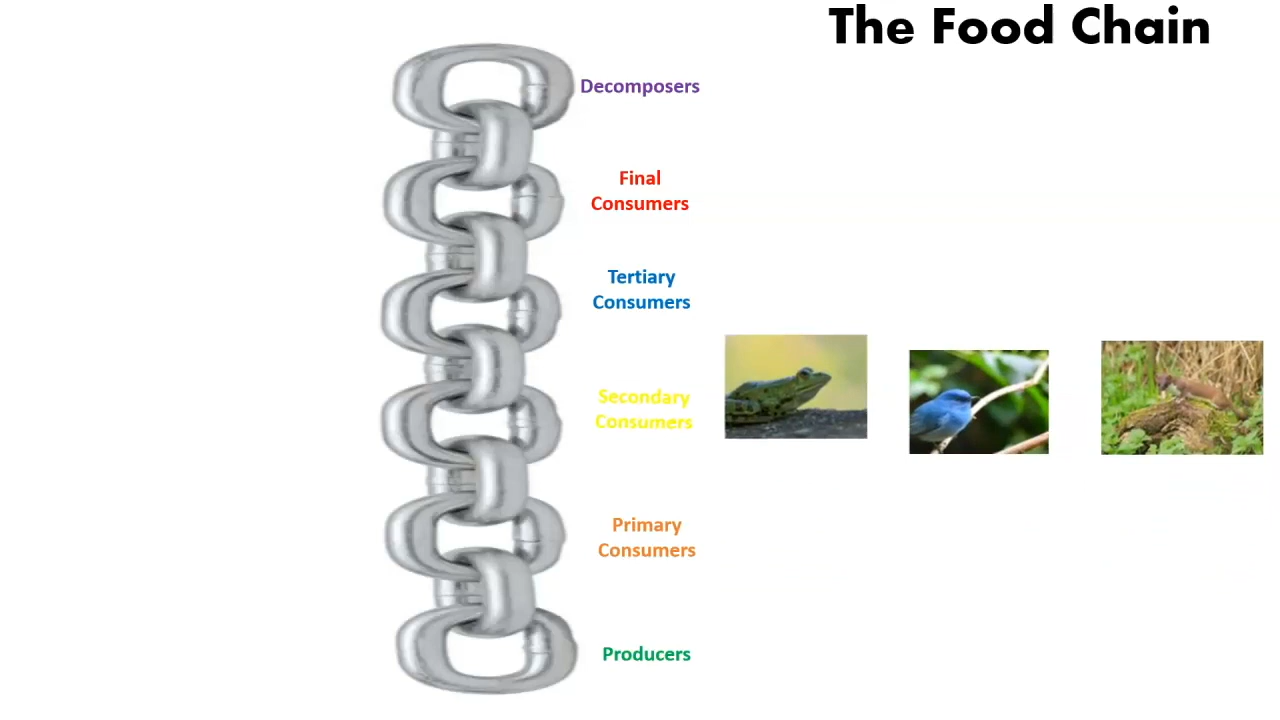 The Food Chain
Decomposers
Final
Consumers
Tertiary
Consumers
Secondary
Consumers
Primary
Consumers
Producers